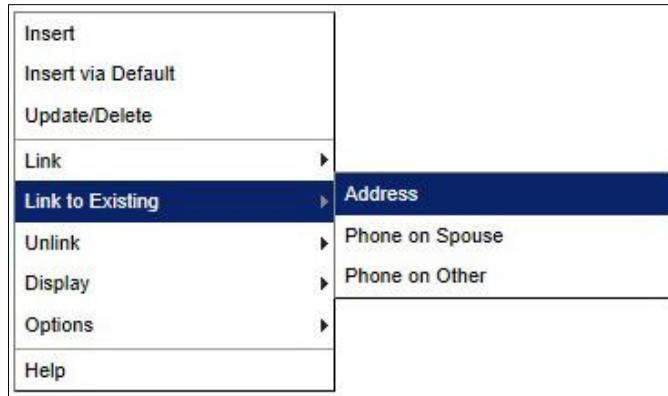 Insert
Insert via Default
Update/Delete
Link
Link to Existing
Unlink
Display
Options
Help
Address
Phone on Spouse
Phone on Other